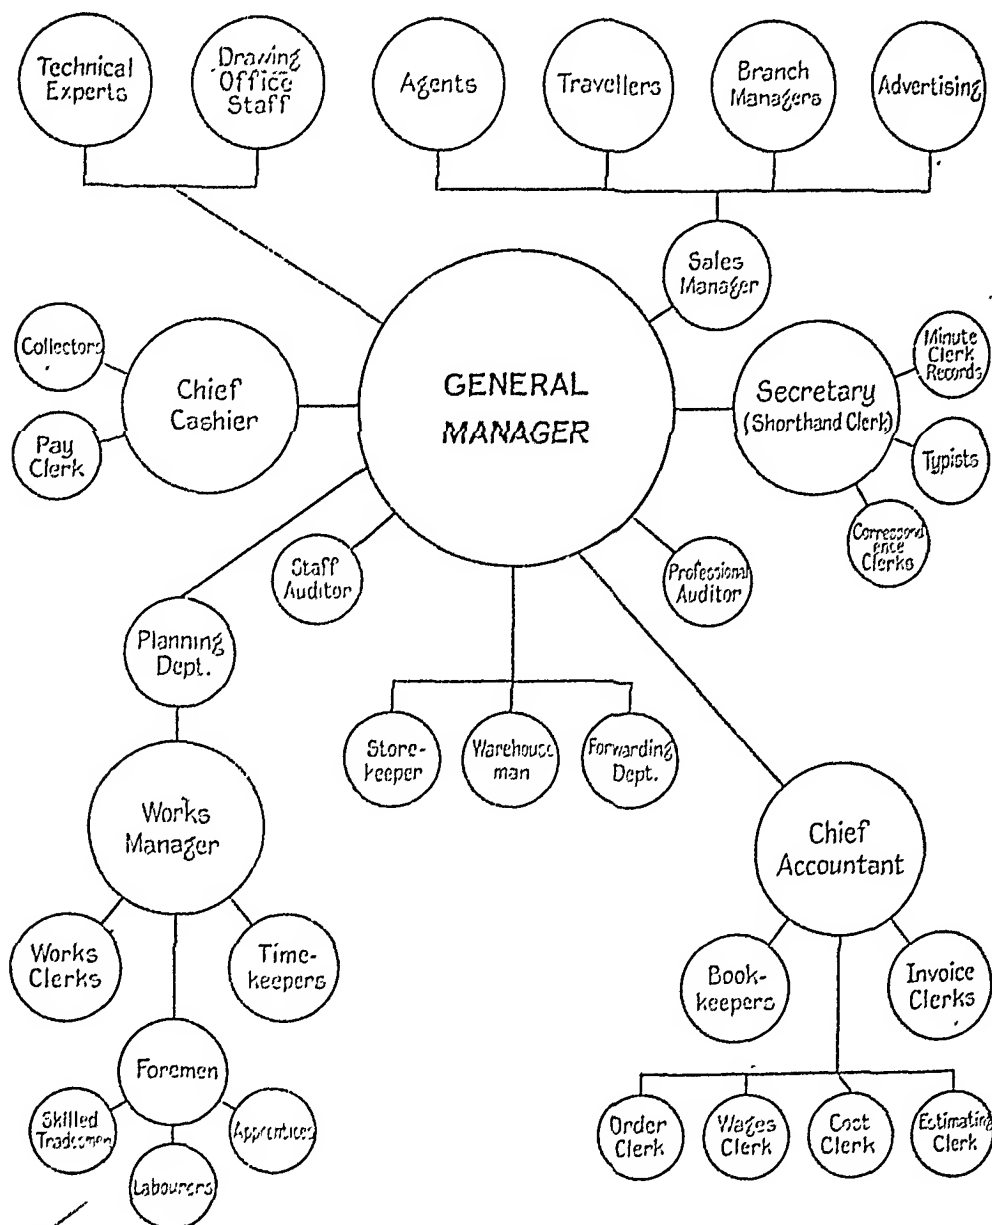 Technical
Experts
Drawing
Office
Staff
Agents
Travellers
Branch
Managers
Advertising
Sales
Manager
Collectors
Chief
Cashier
Pay
Clerk
GENERAL
MANAGER
Secretary
(Shorthand Clerk)
Minute
Clerk
Records
Typists
Correspond
ence
Clerks
Staff
Auditor
Professional
Auditor
Planning
Dept.
Store-
keeper
Warehouse
man
Forwarding
Dept.
Works
Manager
Chief
Accountant
Works
Clerks
Time-
keepers
Book-
keepers
Invoice
Clerks
Foremen
Skilled
Tradesmen
Apprentices
Labourers
Order
Clerk
Wages
Clerk
Cost
Clerk
Estimating
Clerk